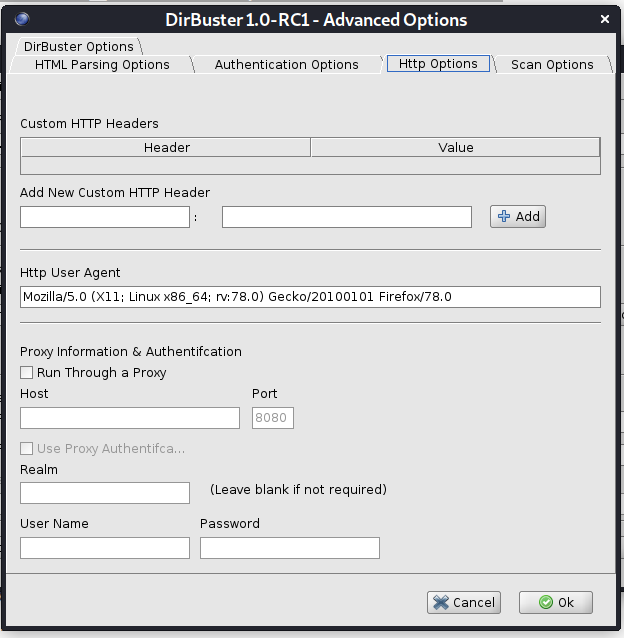 DirBuster 1.0-RC1 - Advanced Options
×
DirBuster Options
HTML Parsing Options Authentication Options Http Options Scan Options
Custom HTTP Headers
Header Value
Add New Custom HTTP Header
: Add
Http User Agent
Mozilla/5.0 (X11; Linux x86_64; rv:78.0) Gecko/20100101 Firefox/78.0
Proxy Information & Authentifcation
Run Through a Proxy
Host Port
8080
Use Proxy Authentifca...
Realm
(Leave blank if not required)
User Name Password
Cancel Ok